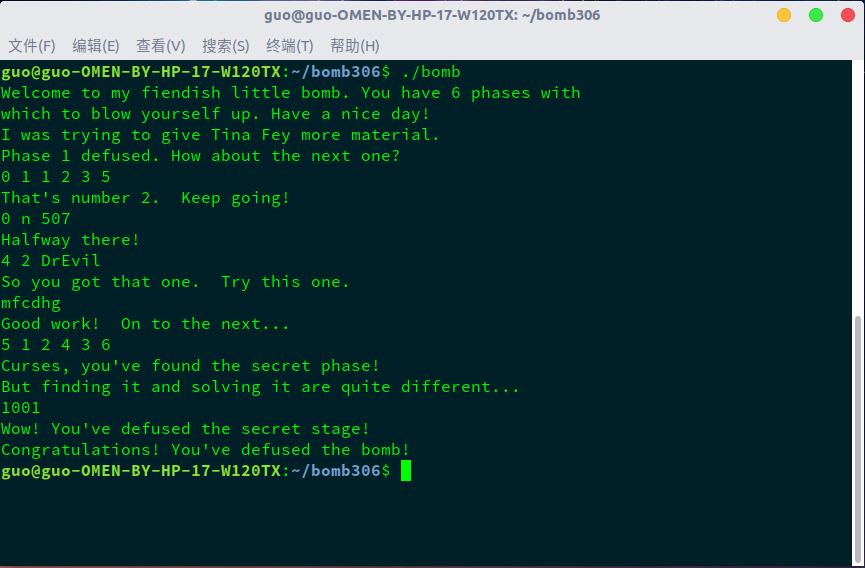 guo@guo-OMEN-BY-HP-17-W120TX: ~/bomb306
文件(F) 编辑(E) 查看(V) 搜索(S) 终端(T) 帮助(H)
guo@guo-OMEN-BY-HP-17-W120TX:~/bomb306$ ./bomb
Welcome to my fiendish little bomb. You have 6 phases with
which to blow yourself up. Have a nice day!
I was trying to give Tina Fey more material.
Phase 1 defused. How about the next one?
0 1 1 2 3 5
That's number 2.  Keep going!
0 n 507
Halfway there!
4 2 DrEvil
So you got that one.  Try this one.
mfcdhg
Good work!  On to the next...
5 1 2 4 3 6
Curses, you've found the secret phase!
But finding it and solving it are quite different...
1001
Wow! You've defused the secret stage!
Congratulations! You've defused the bomb!
guo@guo-OMEN-BY-HP-17-W120TX:~/bomb306$